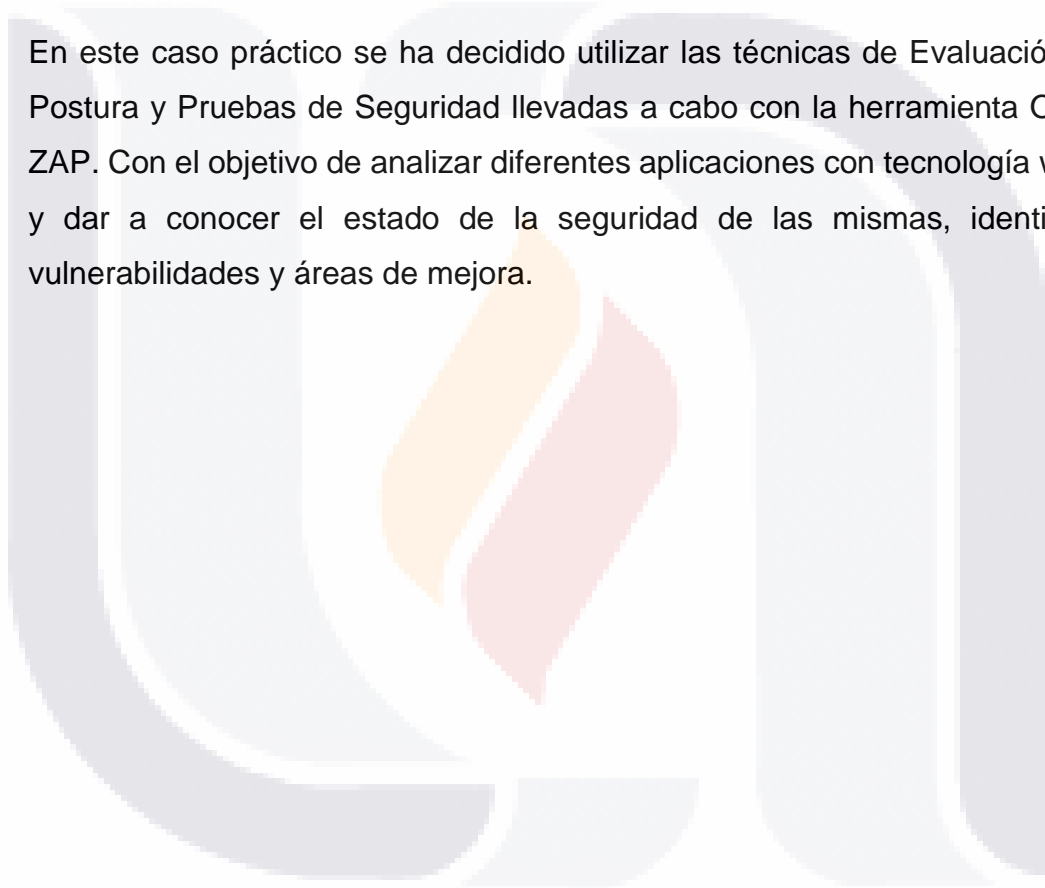 En este caso práctico se ha decidido utilizar las técnicas de Evaluació
Postura y Pruebas de Seguridad llevadas a cabo con la herramienta
ZAP. Con el objetivo de analizar diferentes aplicaciones con tecnología
y dar a conocer el estado de la seguridad de las mismas, identi
vulnerabilidades y áreas de mejora.